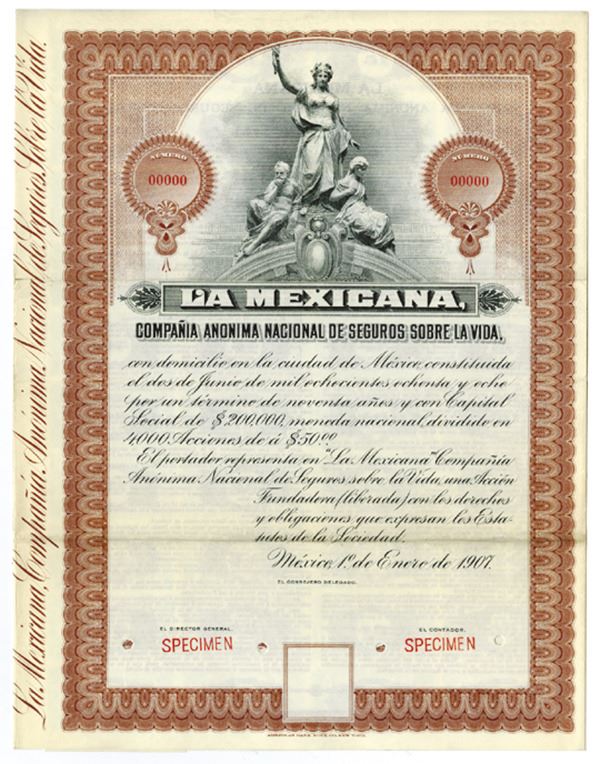 La Mexicana, Compañia Anónima Nacional de Seguros Sobre la Vida.
NÚMERO
00000
NÚMERO
00000
LA MEXICANA,
COMPAÑIA ANONIMA NACIONAL DE SEGUROS SOBRE LA VIDA,
con domicilio en la ciudad de México, constituida
el dos de Junio de mil ochocientos ochenta y ocho
por un término de noventa años y con Capital
Social de $200,000, moneda nacional, dividido en
4000 Acciones de á $50.00
El portador representa en "La Mexicana" Compañia
Anónima Nacional de Seguros sobre la Vida, una Acción
Fundadora (liberada) con los derechos
y obligaciones que expresan los Esta-
tutos de la Sociedad.
México, 1o. de Enero de 1907.
EL CONSEJERO DELEGADO.
EL DIRECTOR GENERAL.
EL CONTADOR.
SPECIMEN
SPECIMEN